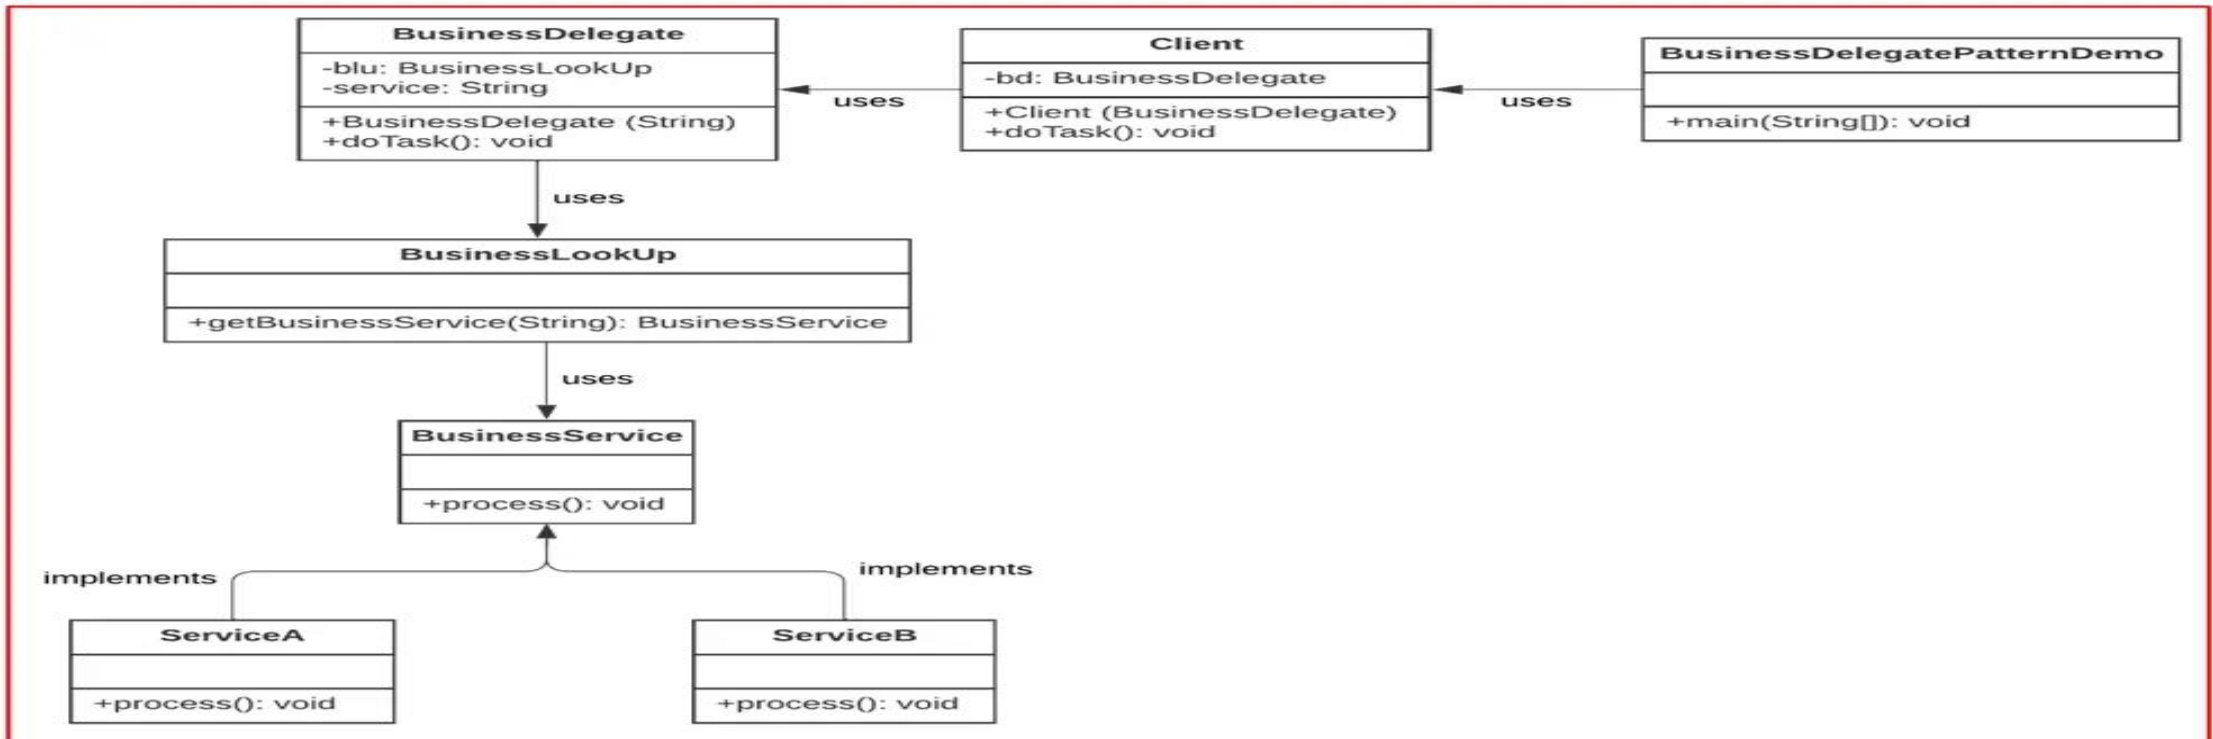 BusinessDelegate
-blu: BusinessLookUp
-service: String
+BusinessDelegate (String)
+doTask(): void
uses
Client
-bd: BusinessDelegate
+Client (BusinessDelegate)
+doTask(): void
uses
BusinessDelegatePatternDemo
+main(String[]): void
uses
BusinessLookUp
+getBusinessService(String): BusinessService
uses
BusinessService
+process(): void
implements
implements
ServiceA
+process(): void
ServiceB
+process(): void